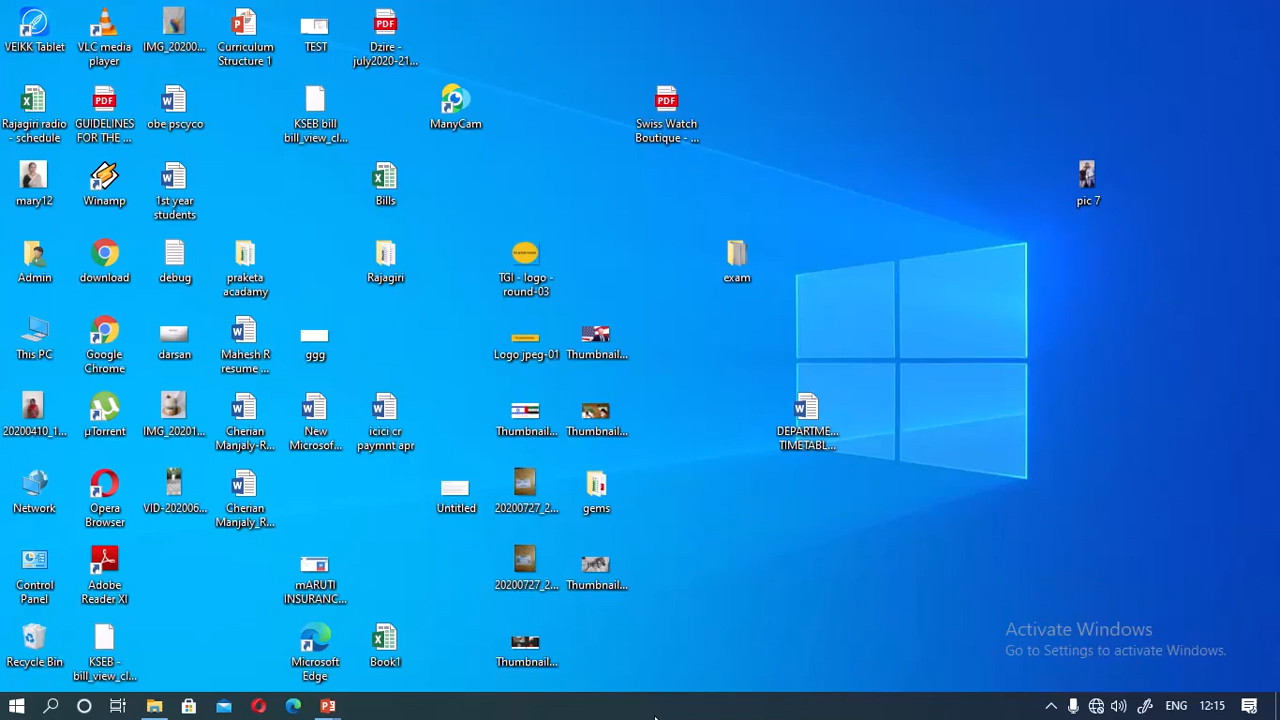 VEIKK Tablet
VLC media
player
IMG_20200...
Curriculum
Structure 1
TEST
Dzire -
july2020-21...
Rajagiri radio
- schedule
GUIDELINES
FOR THE ...
obe pscyco
KSEB bill
bill_view_cl...
ManyCam
Swiss Watch
Boutique - ...
mary12
Winamp
1st year
students
Bills
pic 7
Admin
download
debug
praketa
acadamy
Rajagiri
TGI - logo -
round-03
exam
This PC
Google
Chrome
darsan
Mahesh R
resume ...
ggg
Logo jpeg-01
Thumbnail...
20200410_1...
µTorrent
IMG_20201...
Cherian
Manjaly-R...
New
Microsof...
icici cr
paymnt apr
Thumbnail...
Thumbnail...
DEPARTME...
TIMETABL...
Network
Opera
Browser
VID-202006...
Cherian
Manjaly_R...
Untitled
20200727_2...
gems
Control
Panel
Adobe
Reader XI
mARUTI
INSURANC...
20200727_2...
Thumbnail...
Recycle Bin
KSEB -
bill_view_cl...
Microsoft
Edge
Book1
Thumbnail...
Activate Windows
Go to Settings to activate Windows.
ENG
12:15